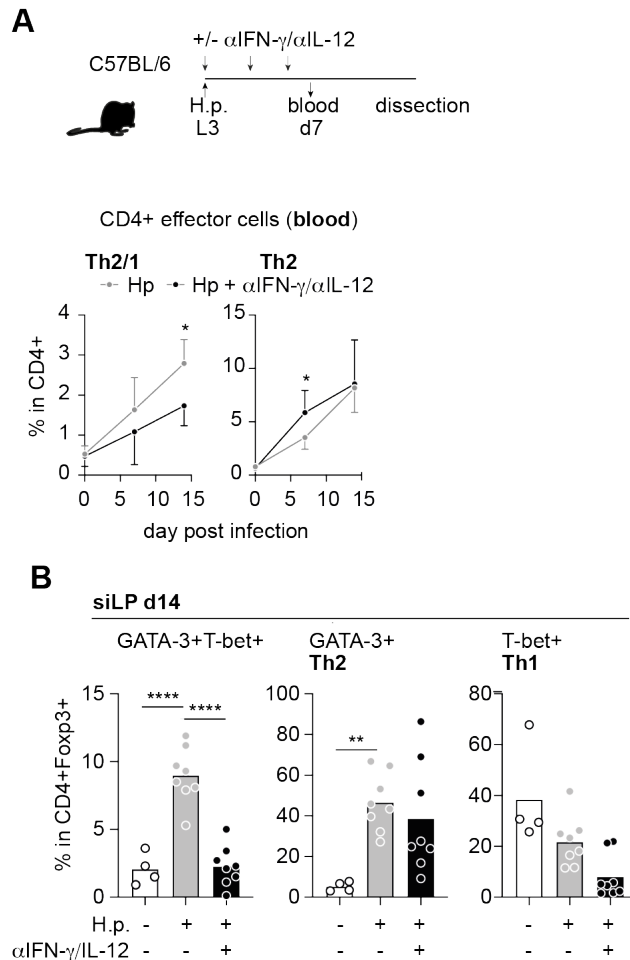 A
+/- αIFN-γ/αIL-12
C57BL/6
H.p. blood dissection
L3 d7
CD4+ effector cells (blood)
Th2/1 Th2
Hp Hp + αIFN-γ/αIL-12
% in CD4+
4
3
2
1
0
*
0 5 10 15
15
10
5
0
*
0 5 10 15
day post infection
B
siLP d14
GATA-3+T-bet+ GATA-3+ T-bet+
Th2 Th1
% in CD4+Foxp3+
15
10
5
0
**** ****
100
80
60
40
20
0
**
80
60
40
20
0
H.p. - + + - + + - + +
αIFN-γ/IL-12 + + +